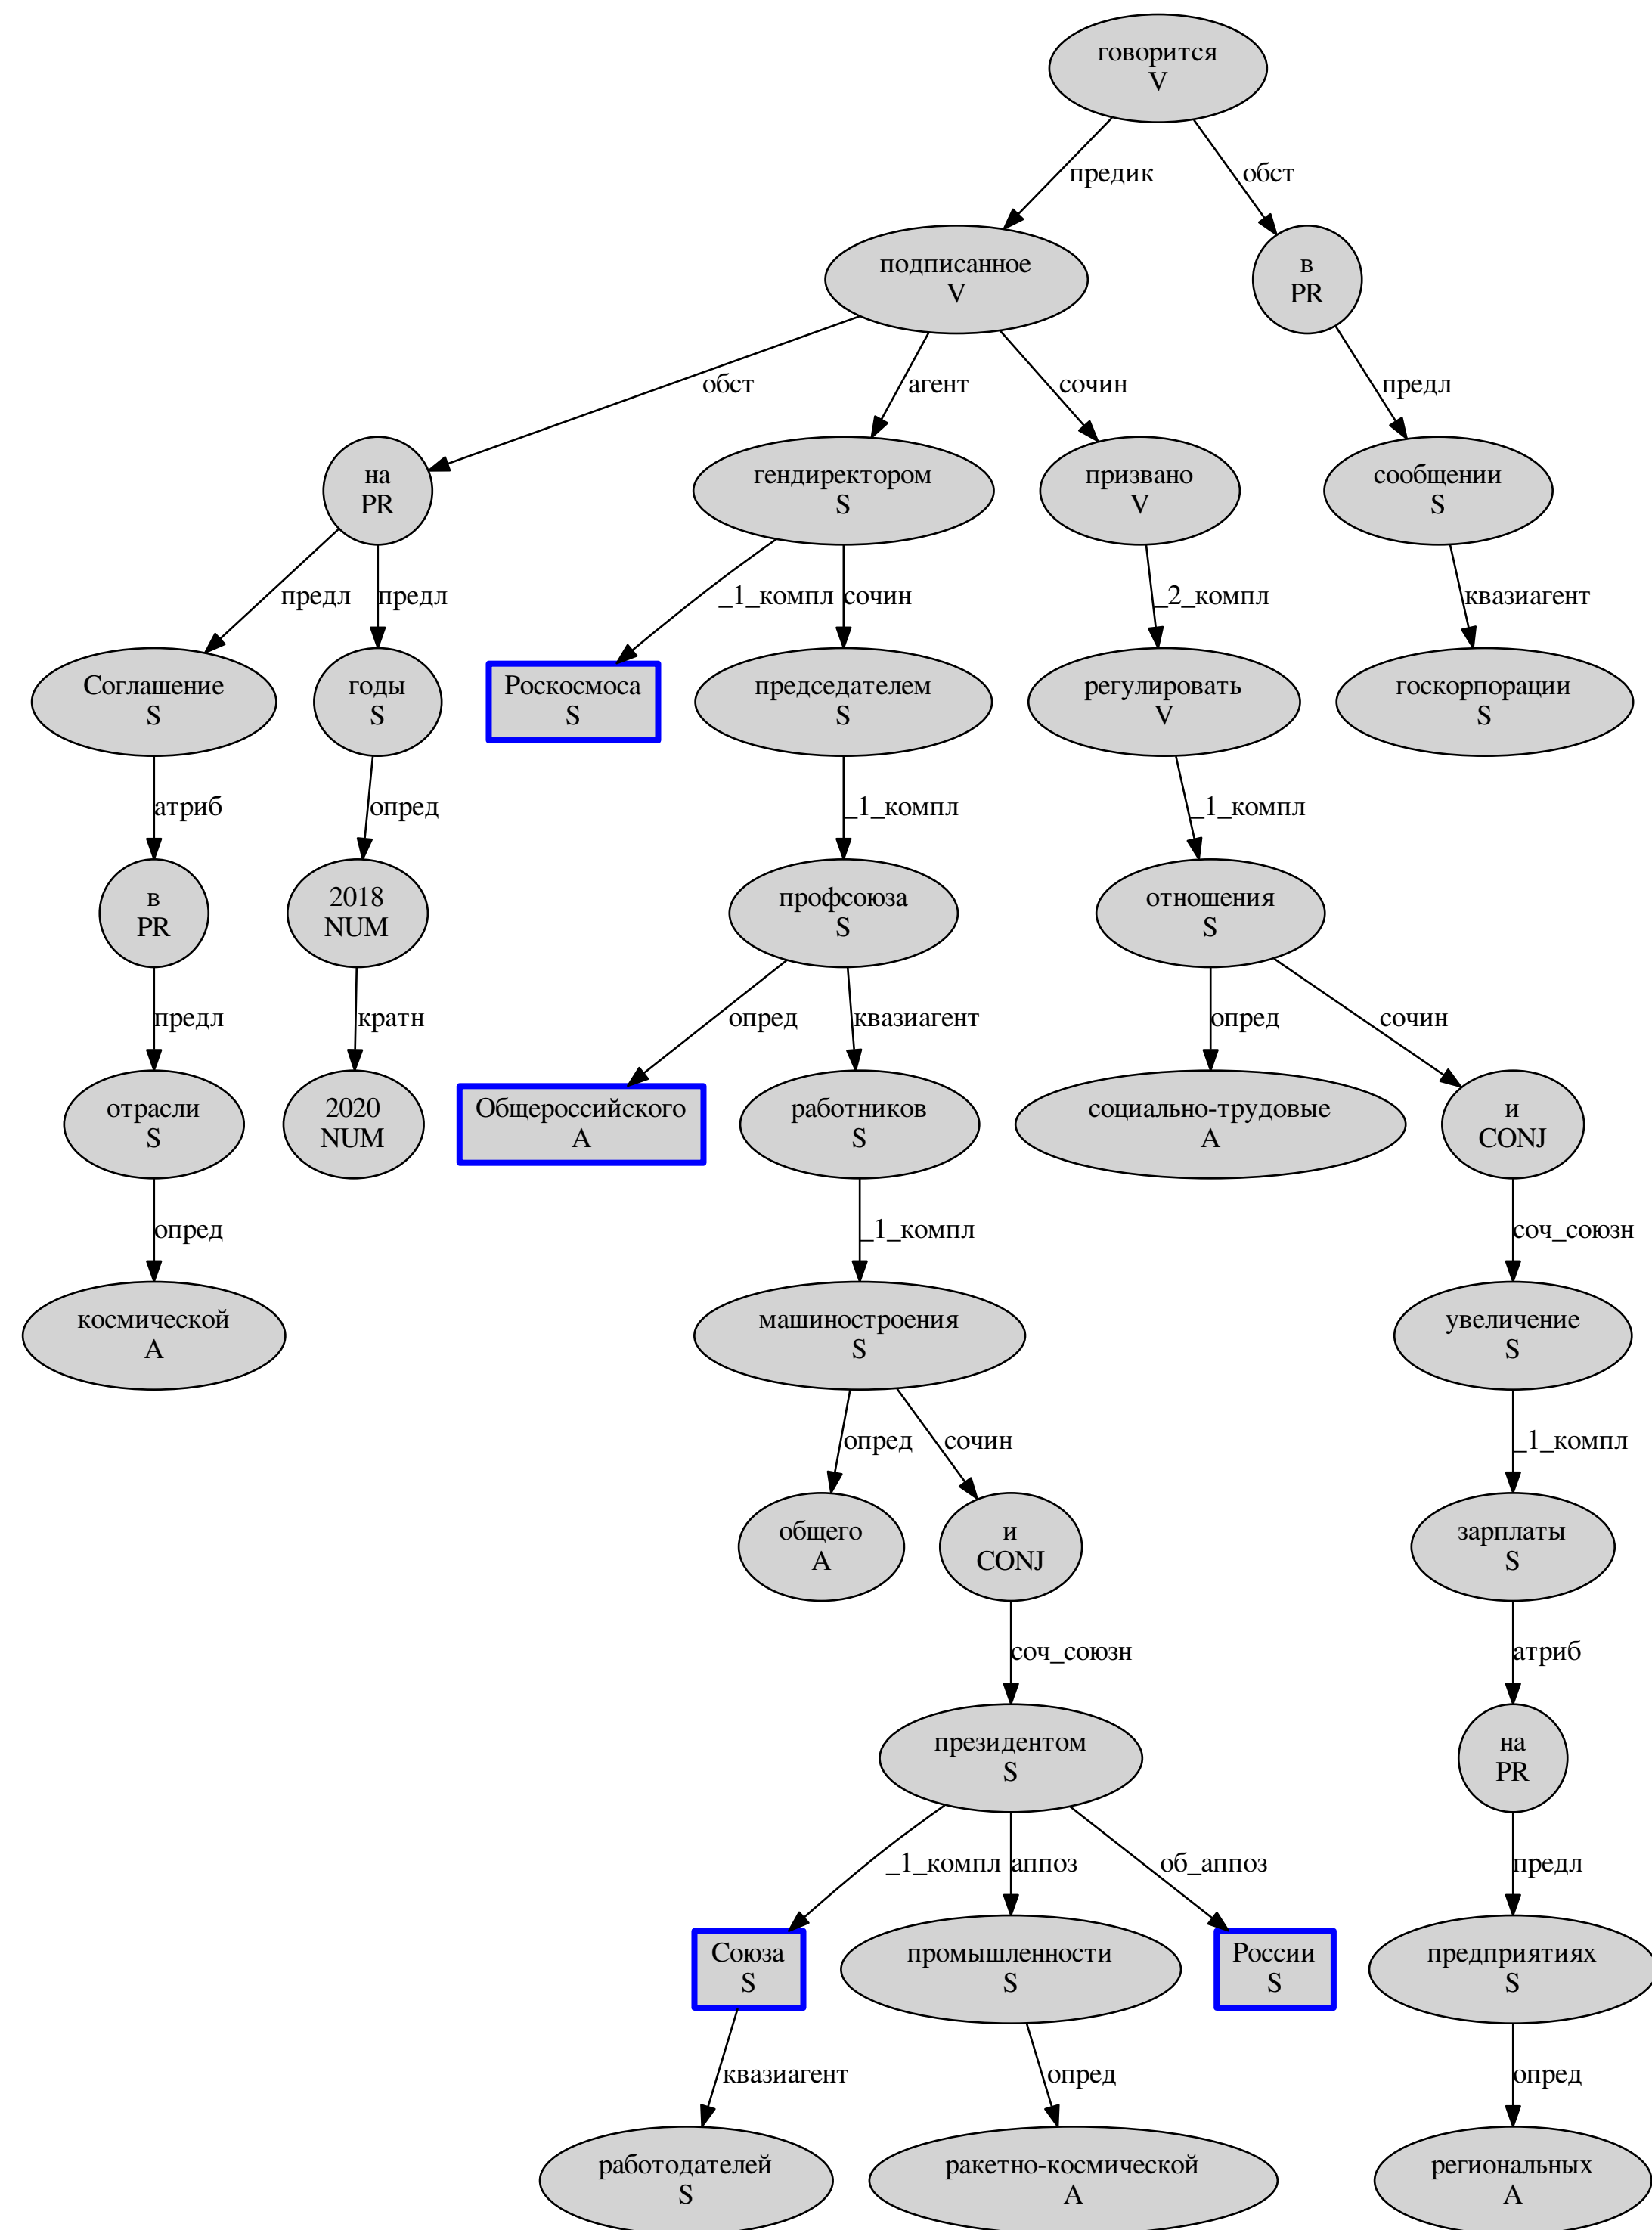 говорится
V
предик
обст
подписанное
V
в
PR
обст
агент
сочин
предл
на
PR
гендиректором
S
призвано
V
сообщении
S
предл
предл
_1_компл
сочин
_2_компл
квазиагент
Соглашение
S
годы
S
Роскосмоса
S
председателем
S
регулировать
V
госкорпорации
S
атриб
опред
_1_компл
_1_компл
в
PR
2018
NUM
профсоюза
S
отношения
S
предл
кратн
опред
квазиагент
опред
сочин
отрасли
S
2020
NUM
Общероссийского
A
работников
S
социально-трудовые
A
и
CONJ
опред
_1_компл
соч_союзн
космической
A
машиностроения
S
увеличение
S
опред
сочин
_1_компл
общего
A
и
CONJ
зарплаты
S
соч_союзн
атриб
президентом
S
на
PR
_1_компл
аппоз
об_аппоз
предл
Союза
S
промышленности
S
России
S
предприятиях
S
квазиагент
опред
опред
работодателей
S
ракетно-космической
A
региональных
A